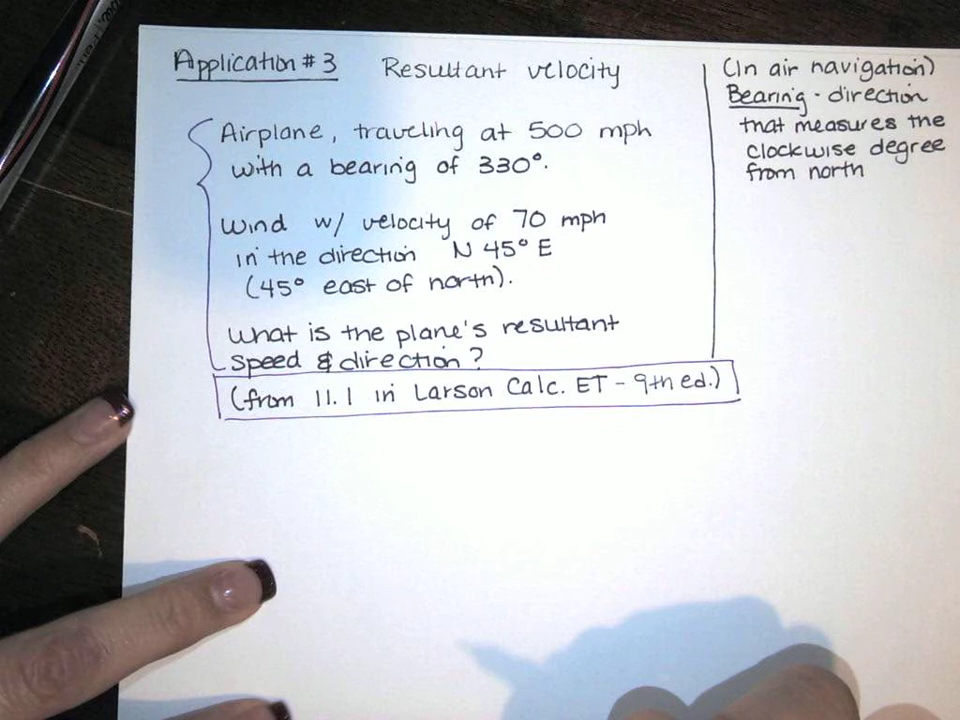 Application #3 Resultant velocity
Airplane, traveling at 500 mph
with a bearing of 330°.
Wind w/ velocity of 70 mph
in the direction N 45° E
(45° east of north).
What is the plane's resultant
speed & direction?
(from 11.1 in Larson Calc. ET - 9th ed.)
(In air navigation)
Bearing - direction
that measures the
clockwise degree
from north